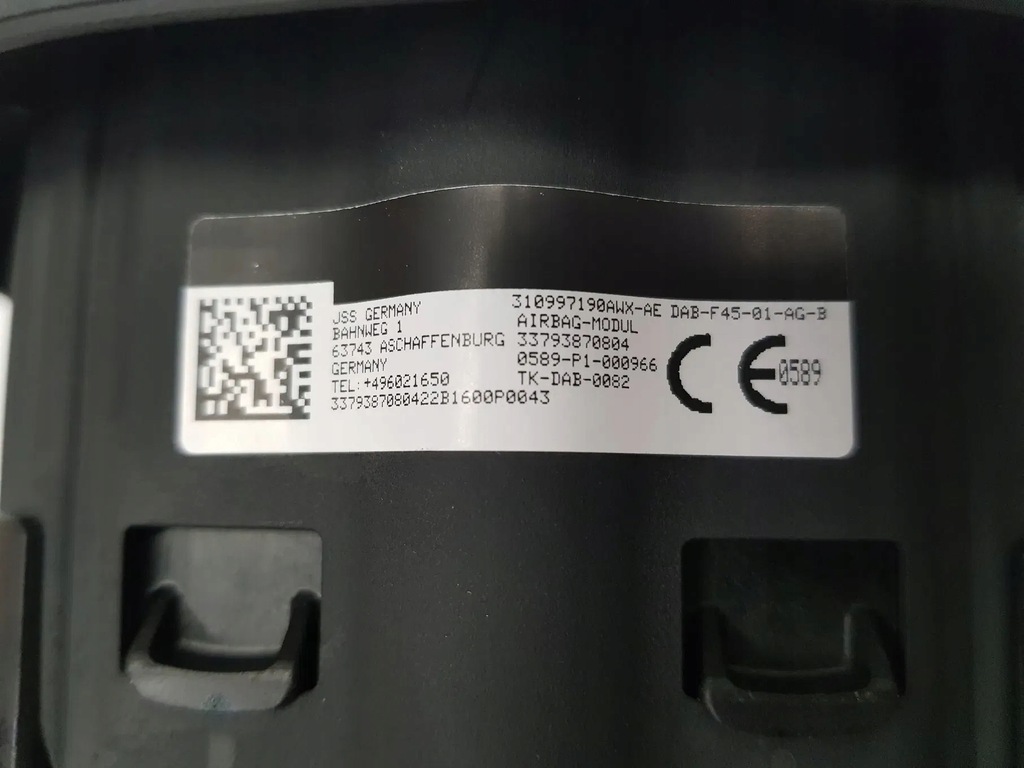 JSS GERMANY
BAHNWEG 1
63743 ASCHAFFENBURG
GERMANY
TEL:+496021650
3379387080422B1600P0043
310997190AWX-AE DAB-F45-01-AG-B
AIRBAG-MODUL
33793870804
0589-P1-000966
TK-DAB-0082
CE 0589